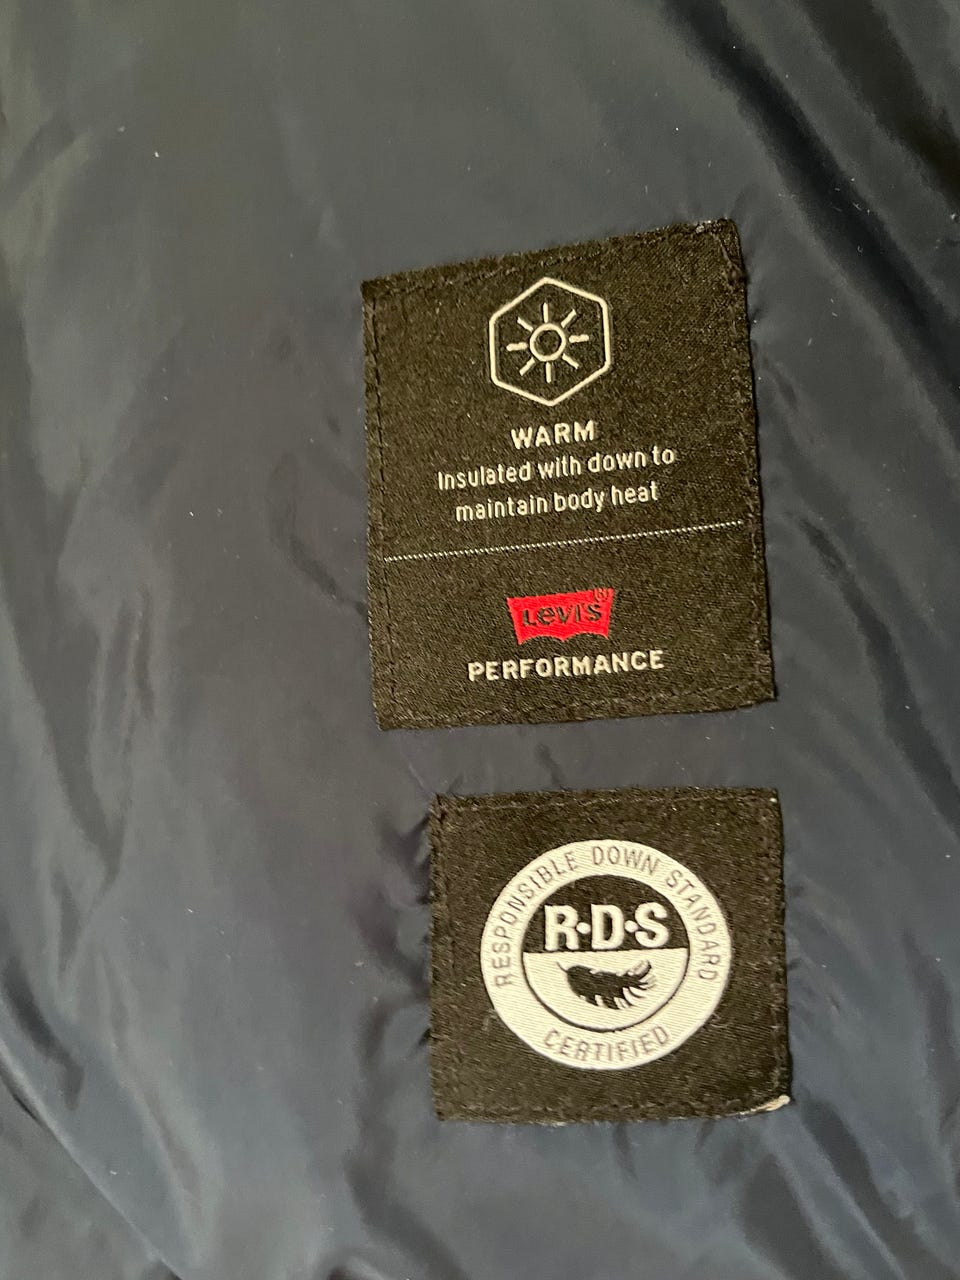 WARM
Insulated with down to
maintain body heat
Levi's®
PERFORMANCE
RESPONSIBLE DOWN STANDARD
R·D·S
CERTIFIED